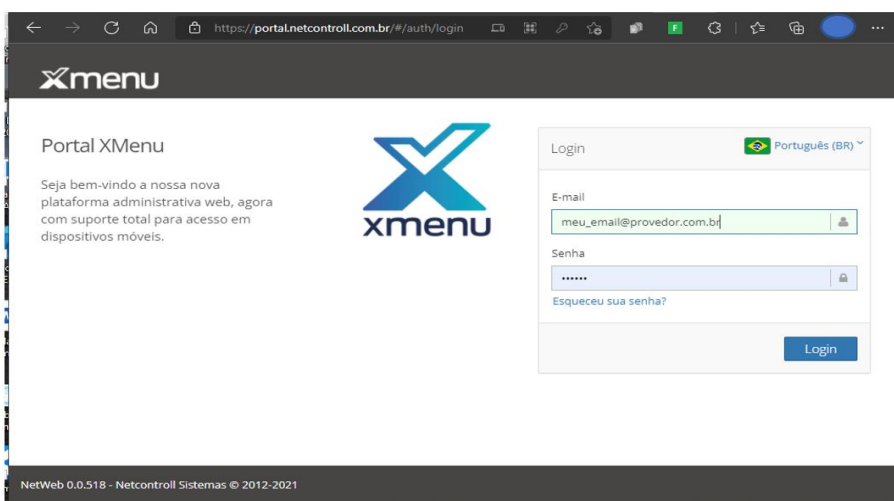 https://portal.netcontroll.com.br/#/auth/login
F
xmenu
Portal XMenu
Seja bem-vindo a nossa nova
plataforma administrativa web, agora
com suporte total para acesso em
dispositivos móveis.
xmenu
Login
Português (BR)
E-mail
meu_email@provedor.com.br
Senha
••••••
Esqueceu sua senha?
Login
NetWeb 0.0.518 - Netcontroll Sistemas © 2012-2021